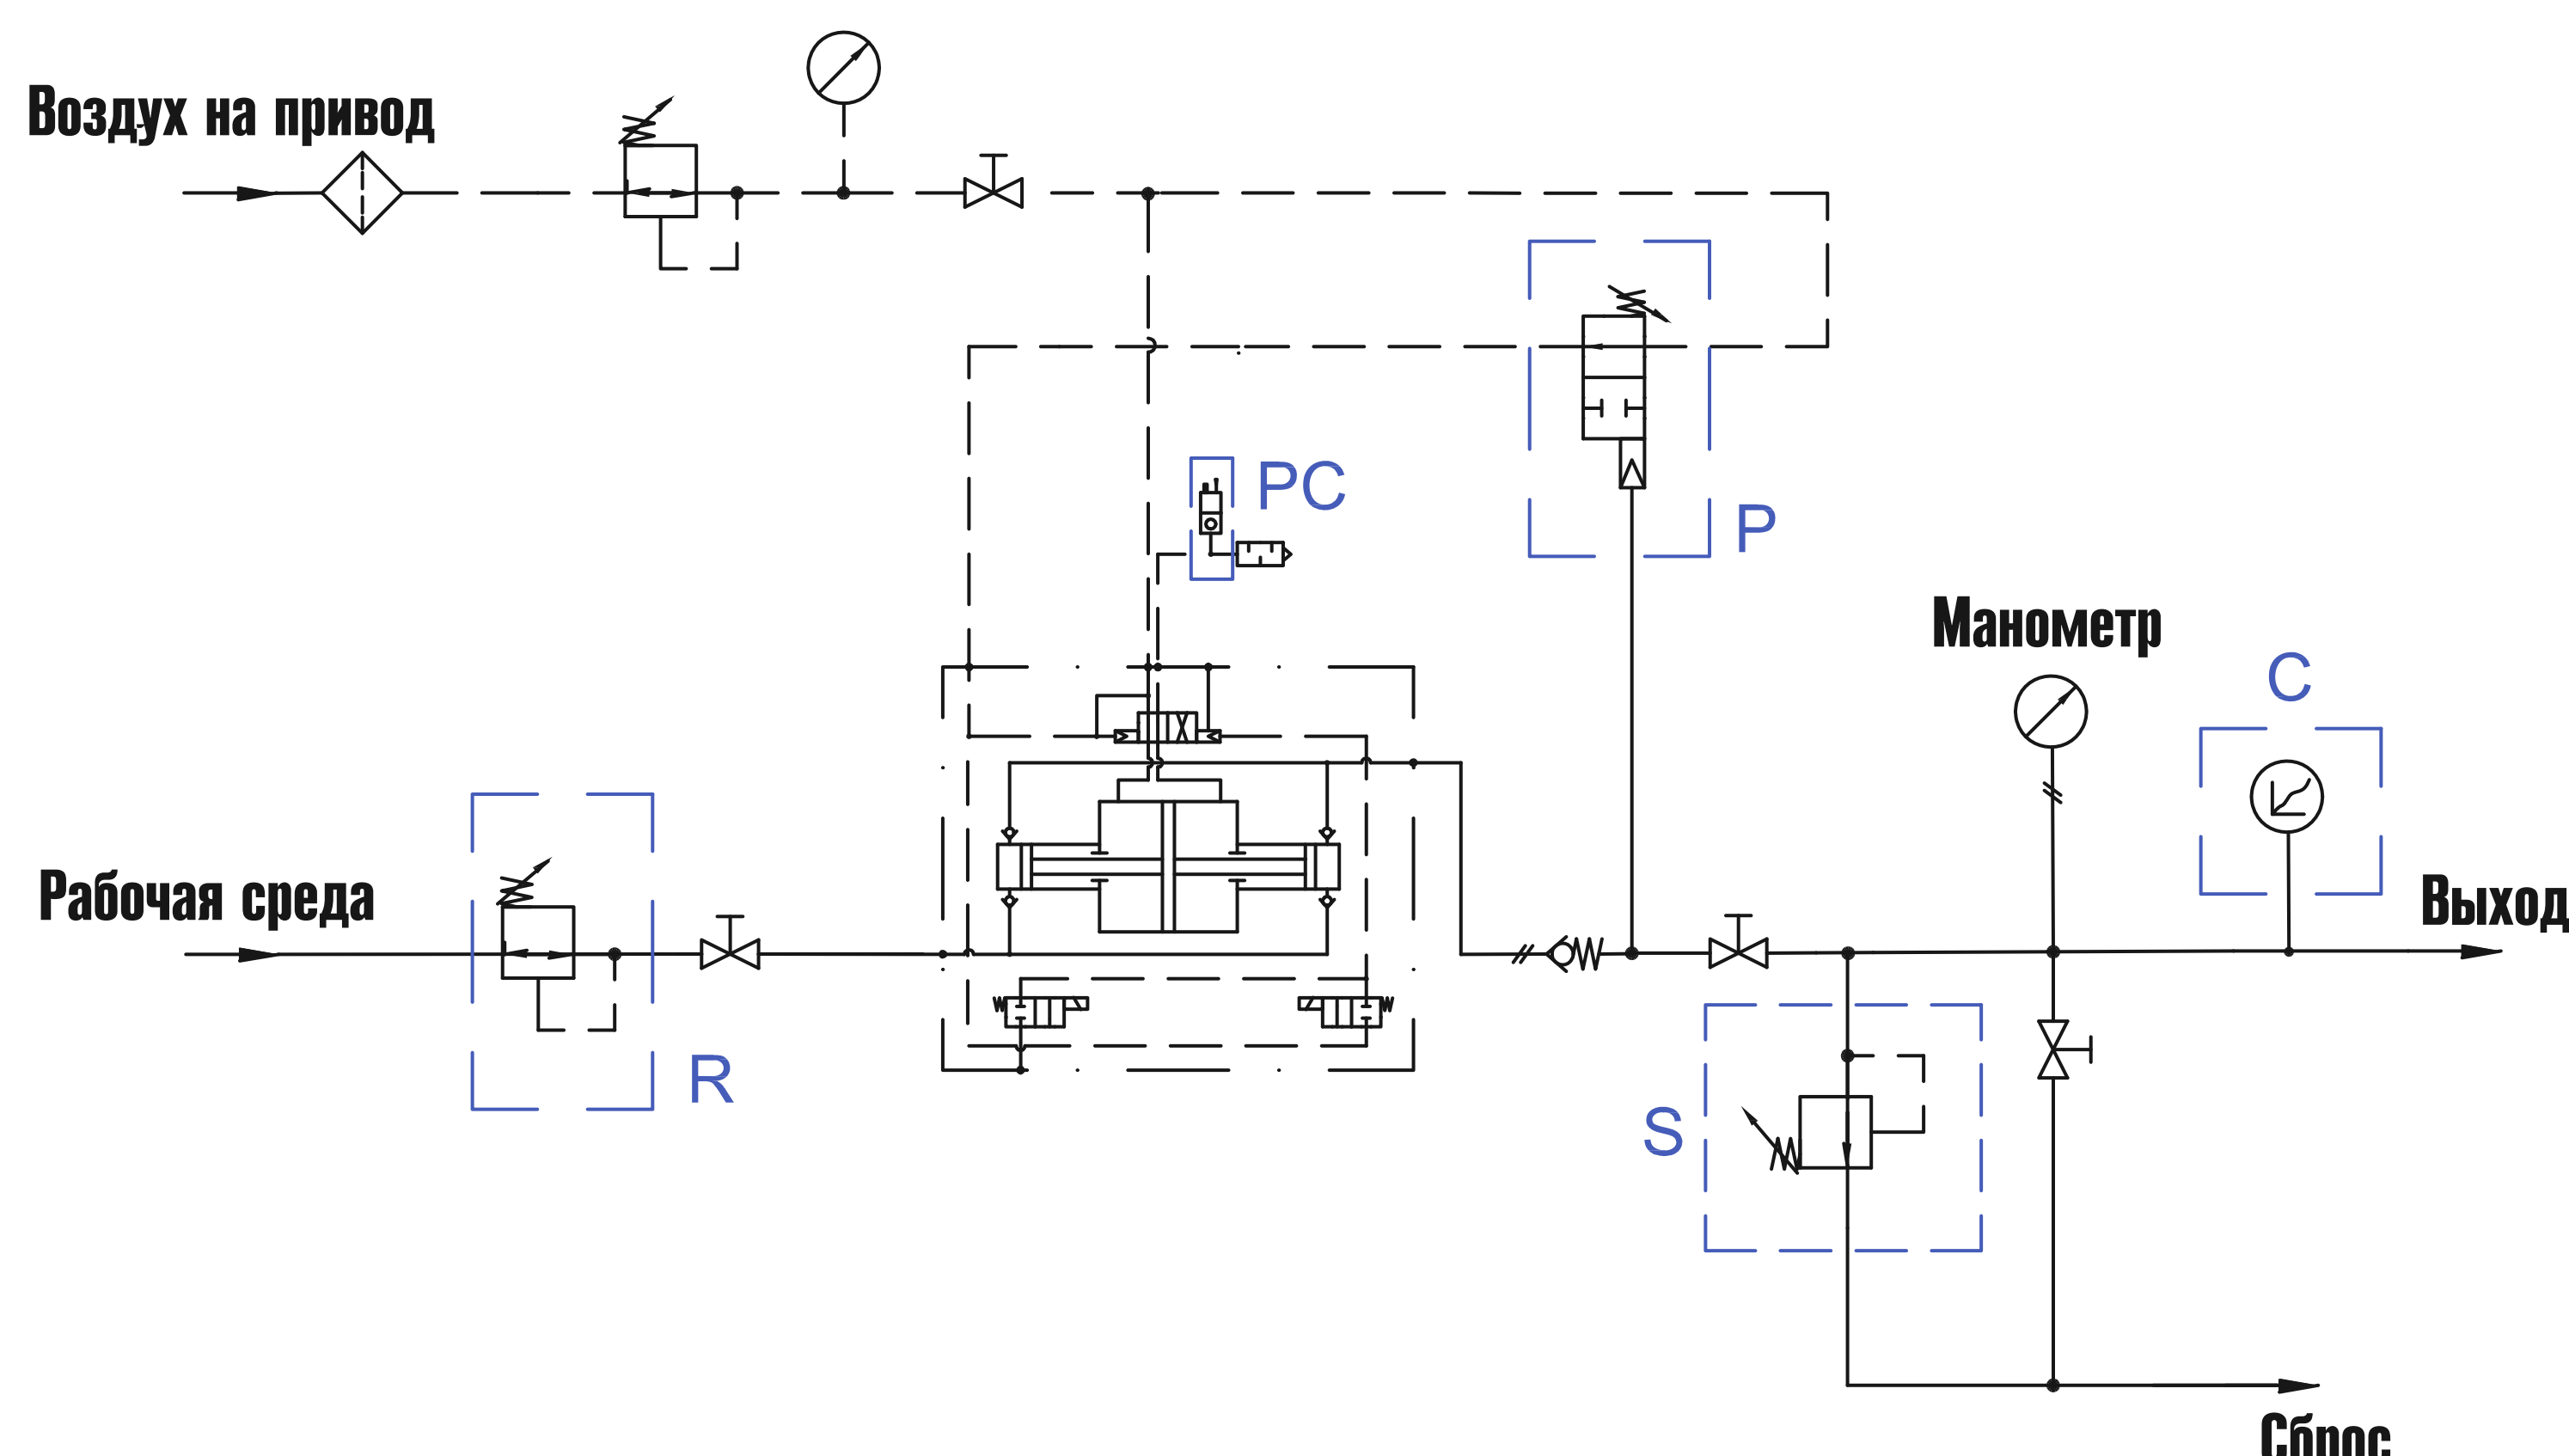 Воздух на привод
PC
P
Манометр
C
Рабочая среда
Выход
R
S
Сброс